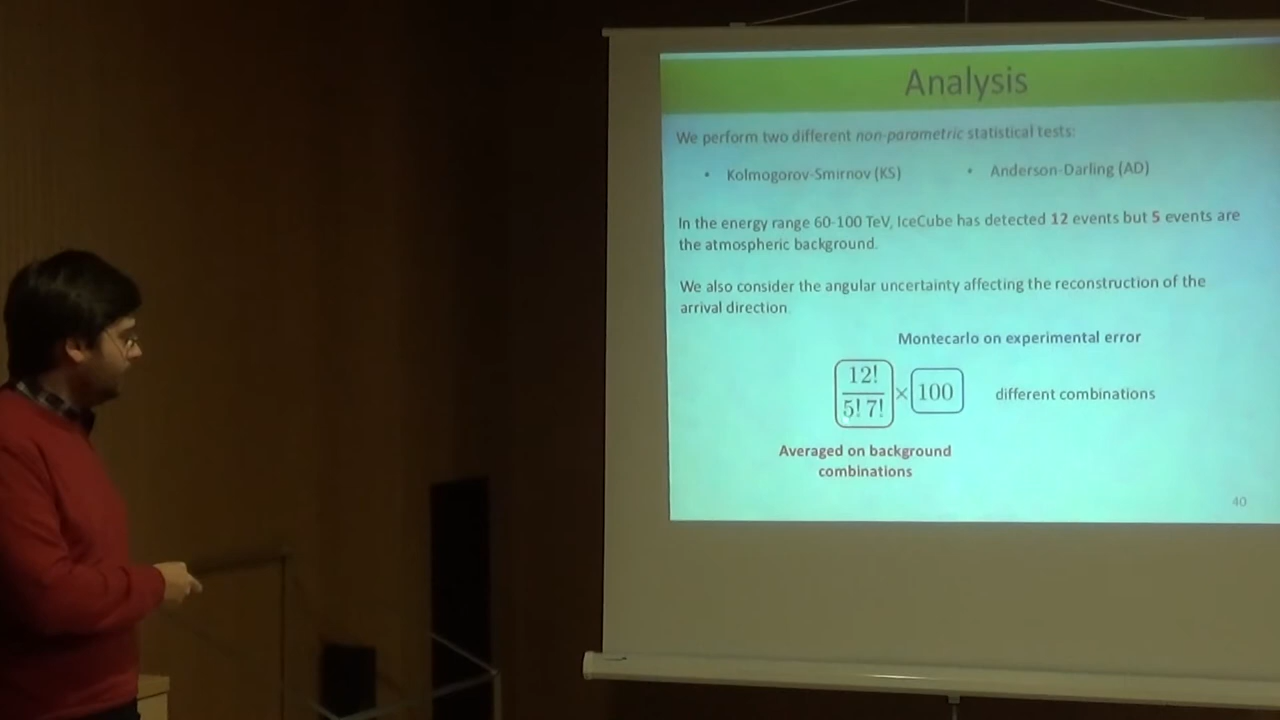 Analysis
We perform two different non-parametric statistical tests:
• Kolmogorov-Smirnov (KS) • Anderson-Darling (AD)
In the energy range 60-100 TeV, IceCube has detected 12 events but 5 events are
the atmospheric background.
We also consider the angular uncertainty affecting the reconstruction of the
arrival direction.
Montecarlo on experimental error
12!
× 100 different combinations
5! 7!
Averaged on background
combinations
40